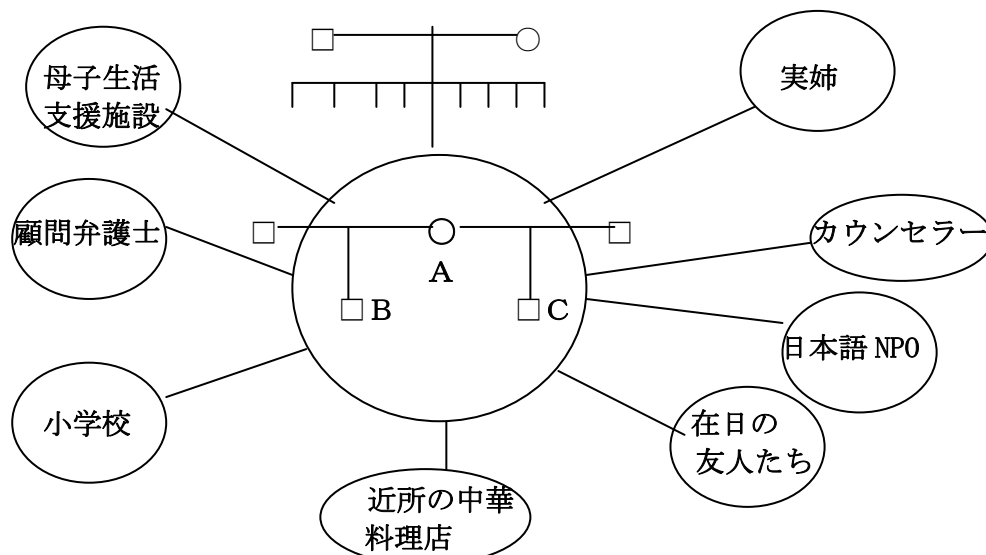 母子生活
支援施設
実姉
顧問弁護士
カウンセラー
A
B
C
日本語 NPO
小学校
在日の
友人たち
近所の中華
料理店